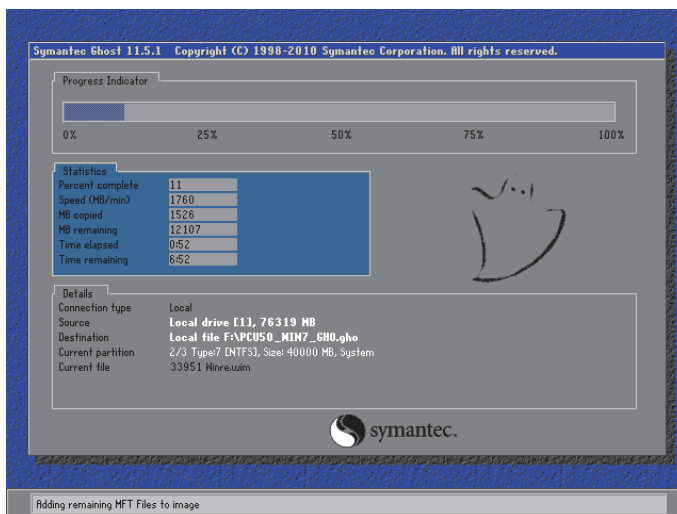 Symantec Ghost 11.5.1 Copyright (C) 1998-2010 Symantec Corporation. All rights reserved.
Progress Indicator
0% 25% 50% 75% 100%
Statistics
Percent complete 11
Speed (MB/min) 1760
MB copied 1526
MB remaining 12107
Time elapsed 0:52
Time remaining 6:52
Details
Connection type Local
Source Local drive [1], 76319 MB
Destination Local file F:\PCU50_WIN7_GHO.gho
Current partition 2/3 Type:7 [NTFS], Size: 40000 MB, System
Current file 33951 Winre.wim
symantec.
Adding remaining MFT Files to image